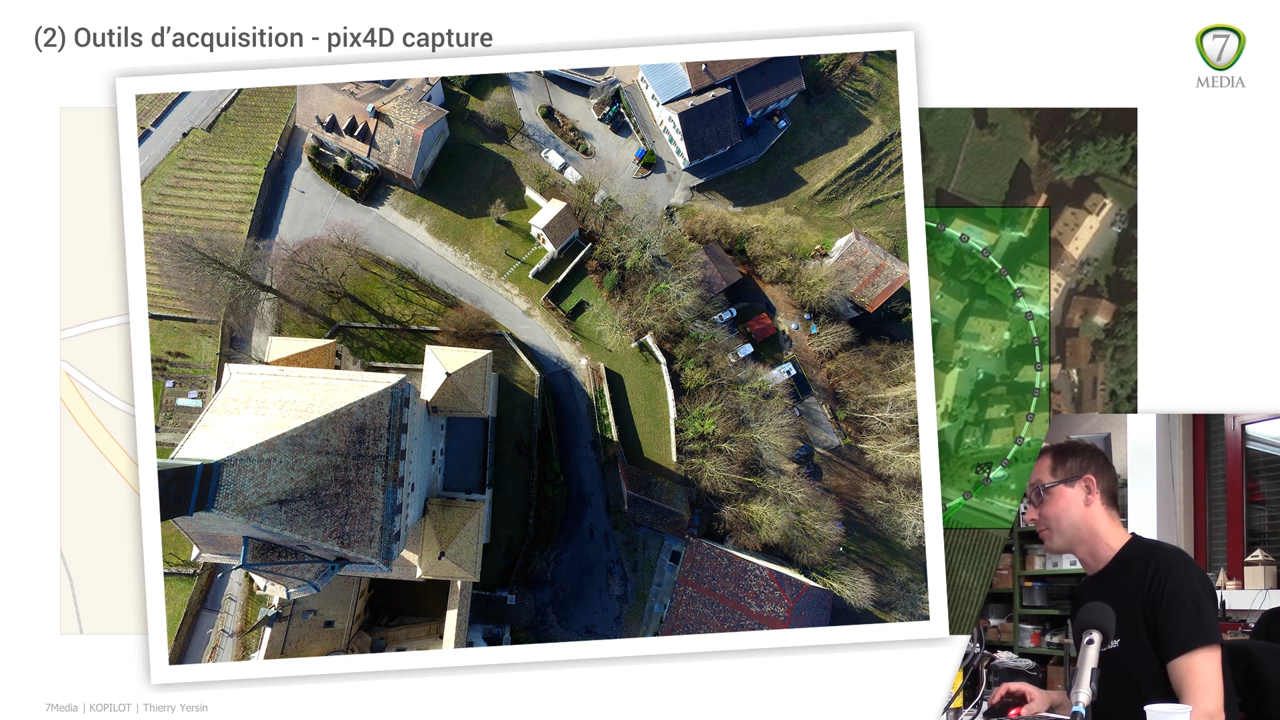 (2) Outils d’acquisition - pix4D capture
7
MEDIA
7Media | KOPILOT | Thierry Yersin